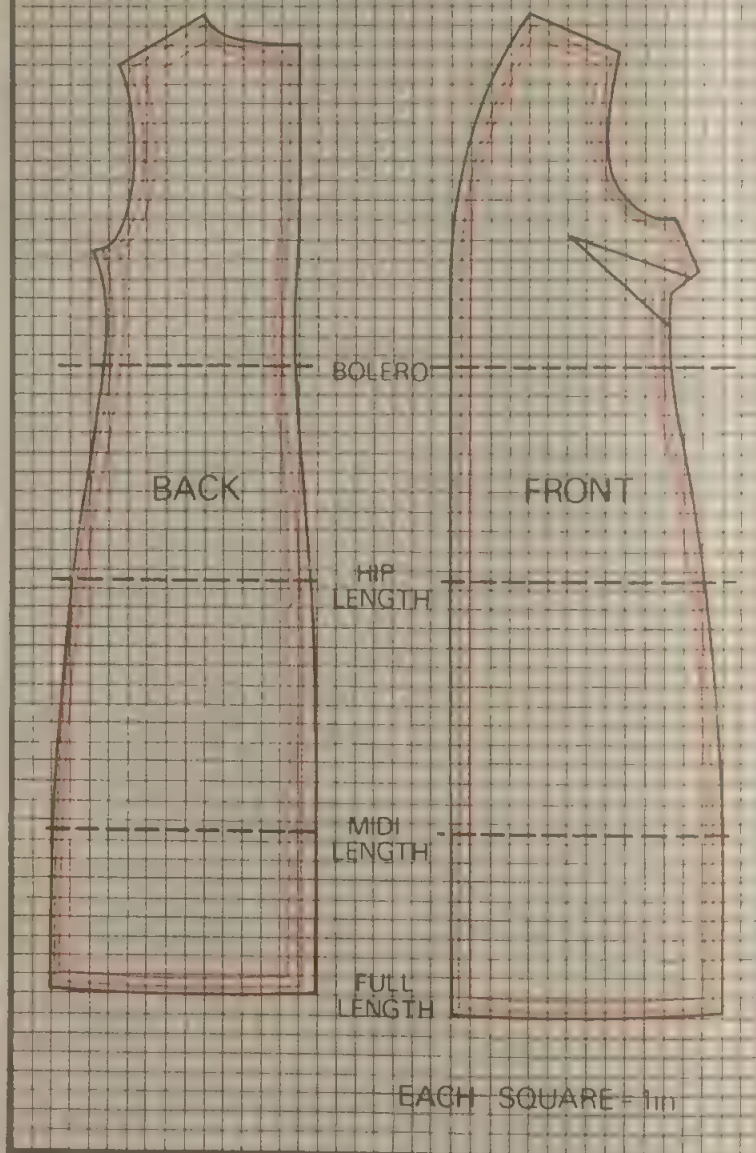 BOLERO
BACK
FRONT
HIP
LENGTH
MIDI
LENGTH
FULL
LENGTH
EACH SQUARE = 1in